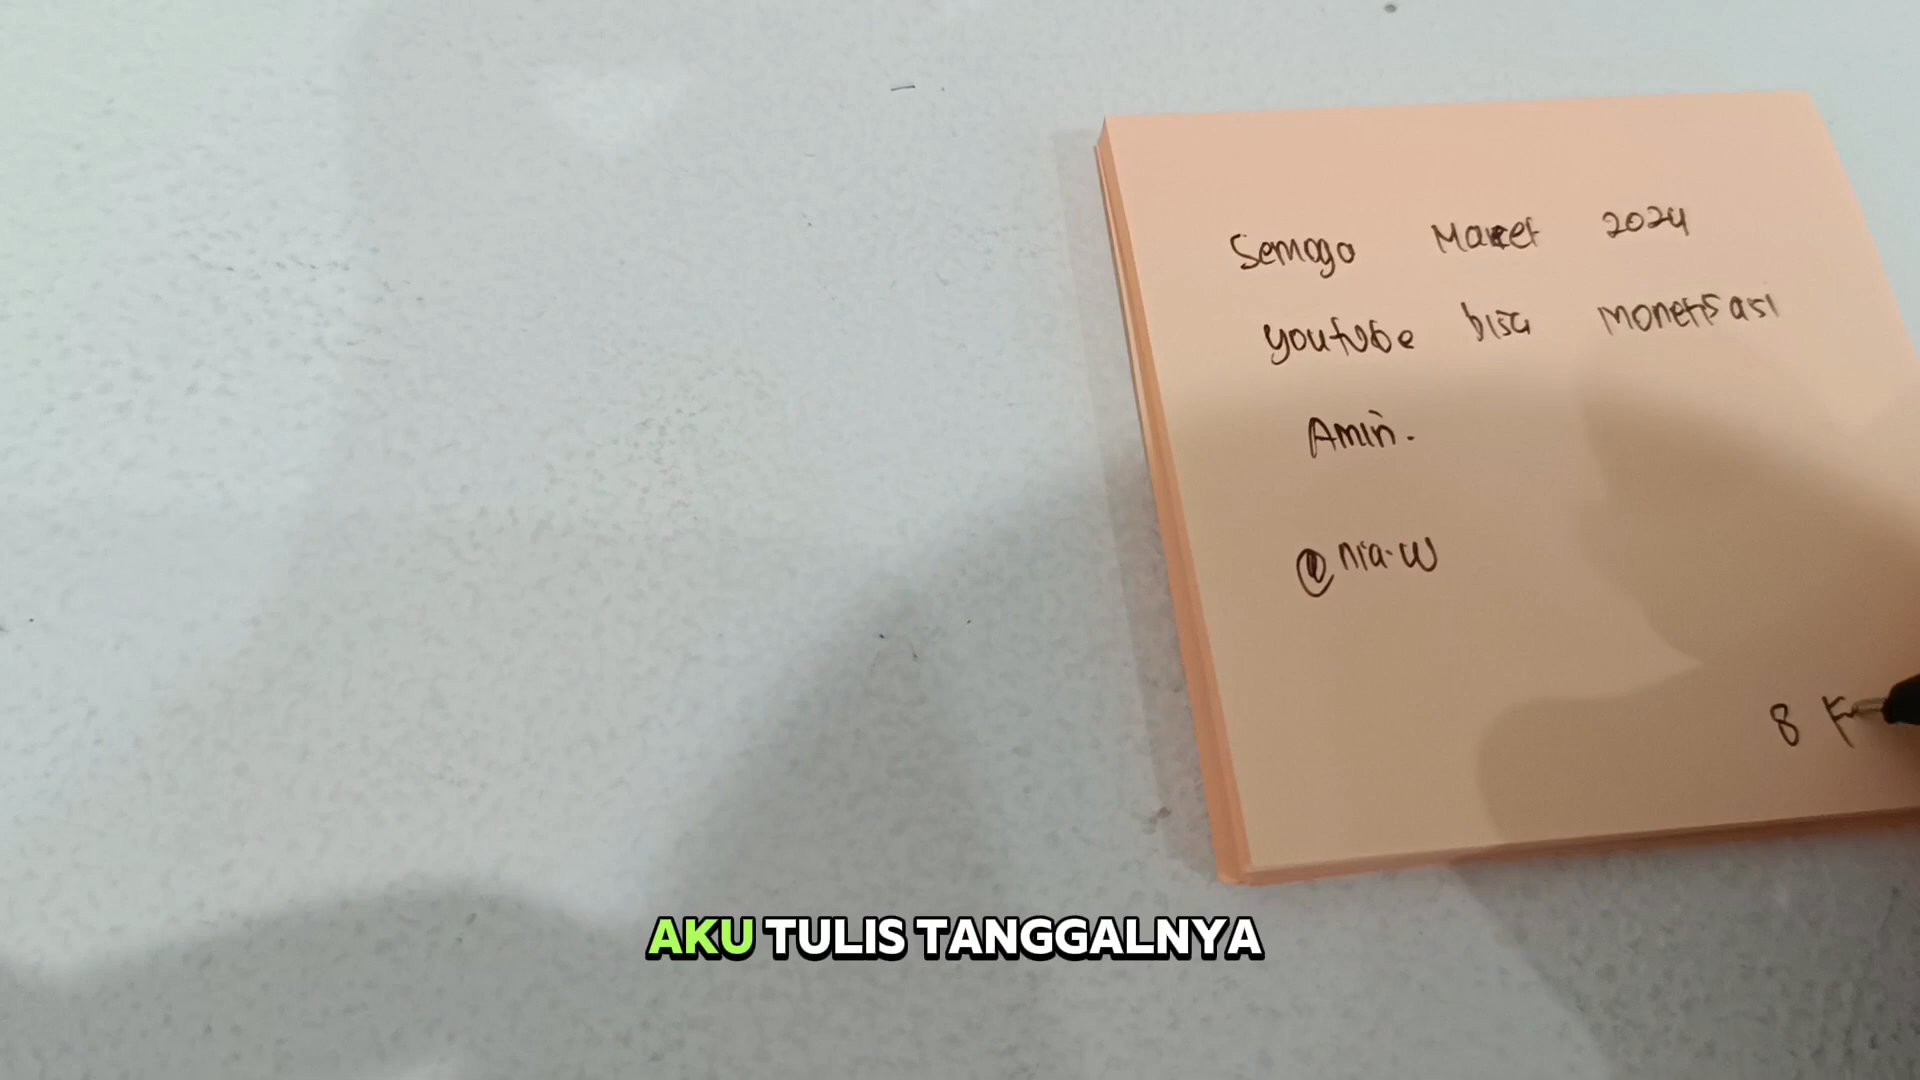 Semoga Maret 2024
youtube bisa monetisasi
Amin.
@nia.w
8 F
AKU TULIS TANGGALNYA